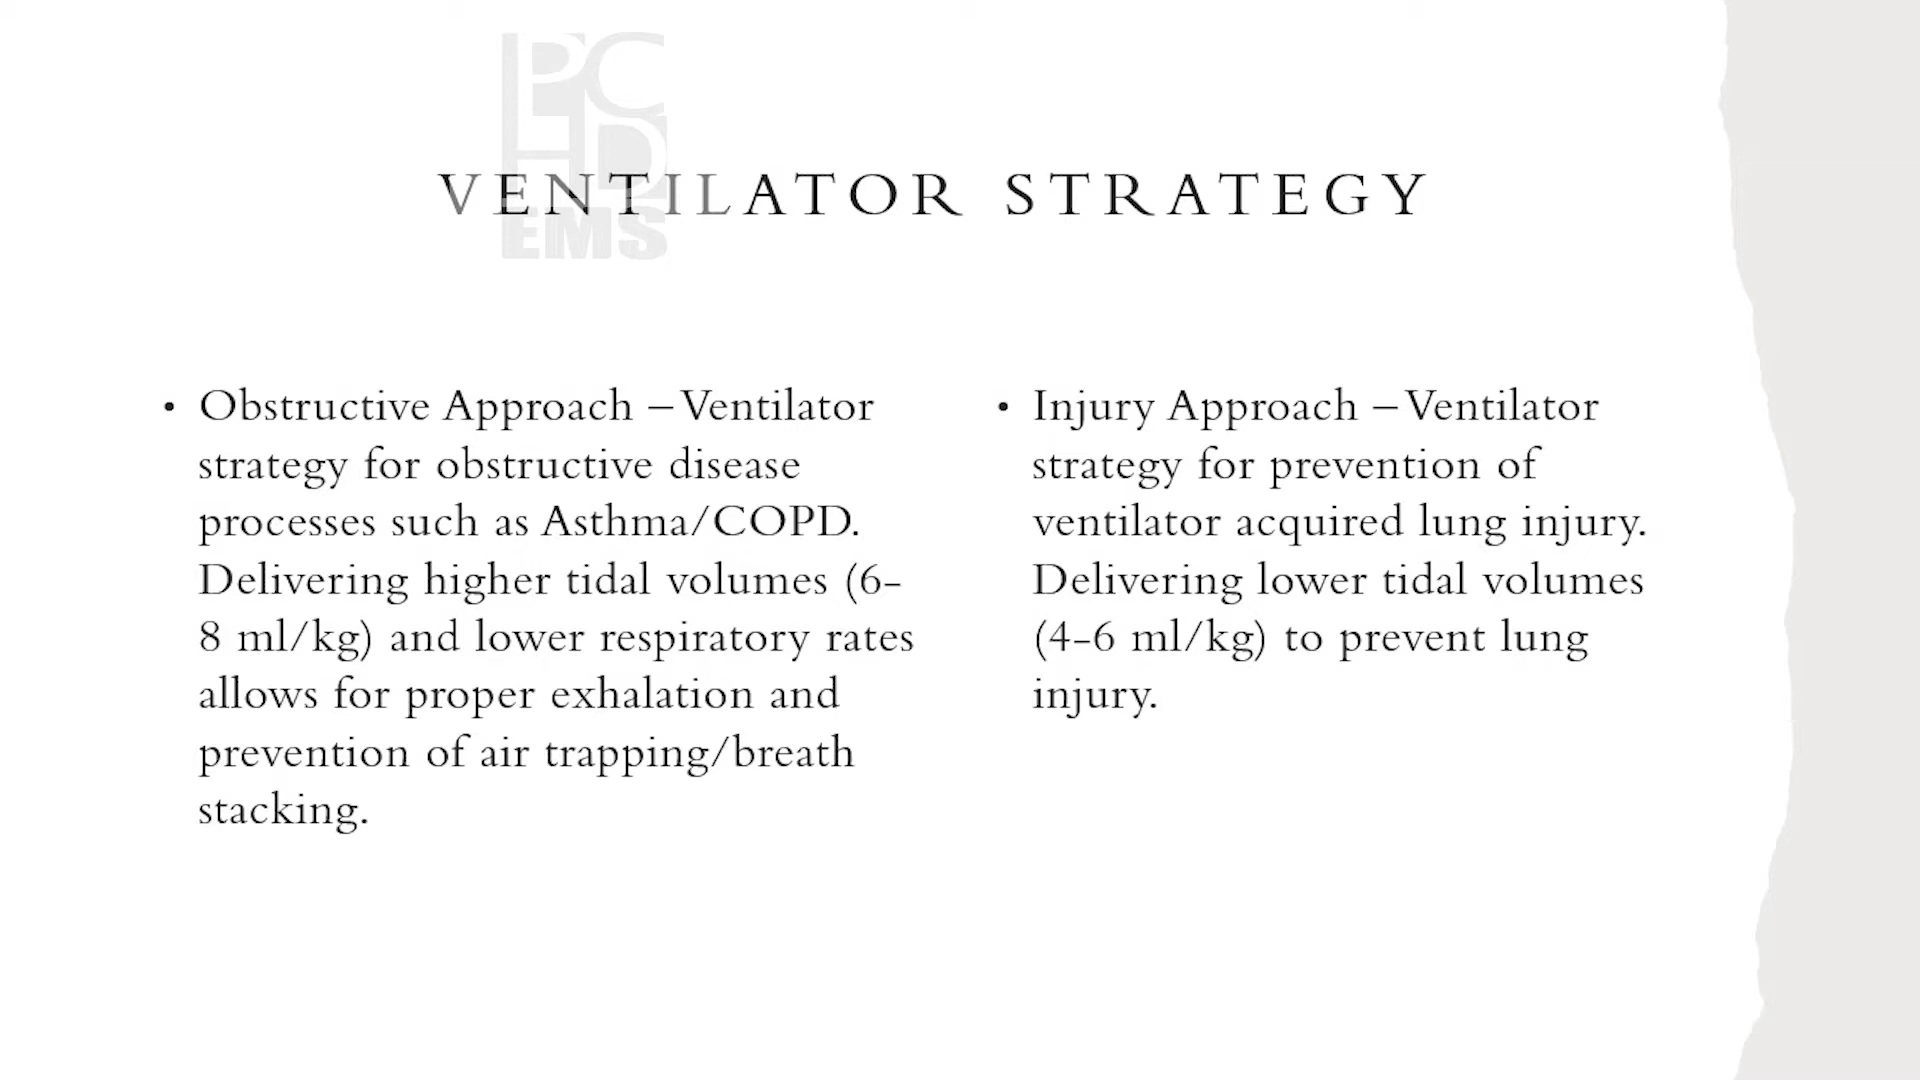 PC
LHD
EMS
VENTILATOR STRATEGY
• Obstructive Approach – Ventilator
strategy for obstructive disease
processes such as Asthma/COPD.
Delivering higher tidal volumes (6-
8 ml/kg) and lower respiratory rates
allows for proper exhalation and
prevention of air trapping/breath
stacking.
• Injury Approach – Ventilator
strategy for prevention of
ventilator acquired lung injury.
Delivering lower tidal volumes
(4-6 ml/kg) to prevent lung
injury.